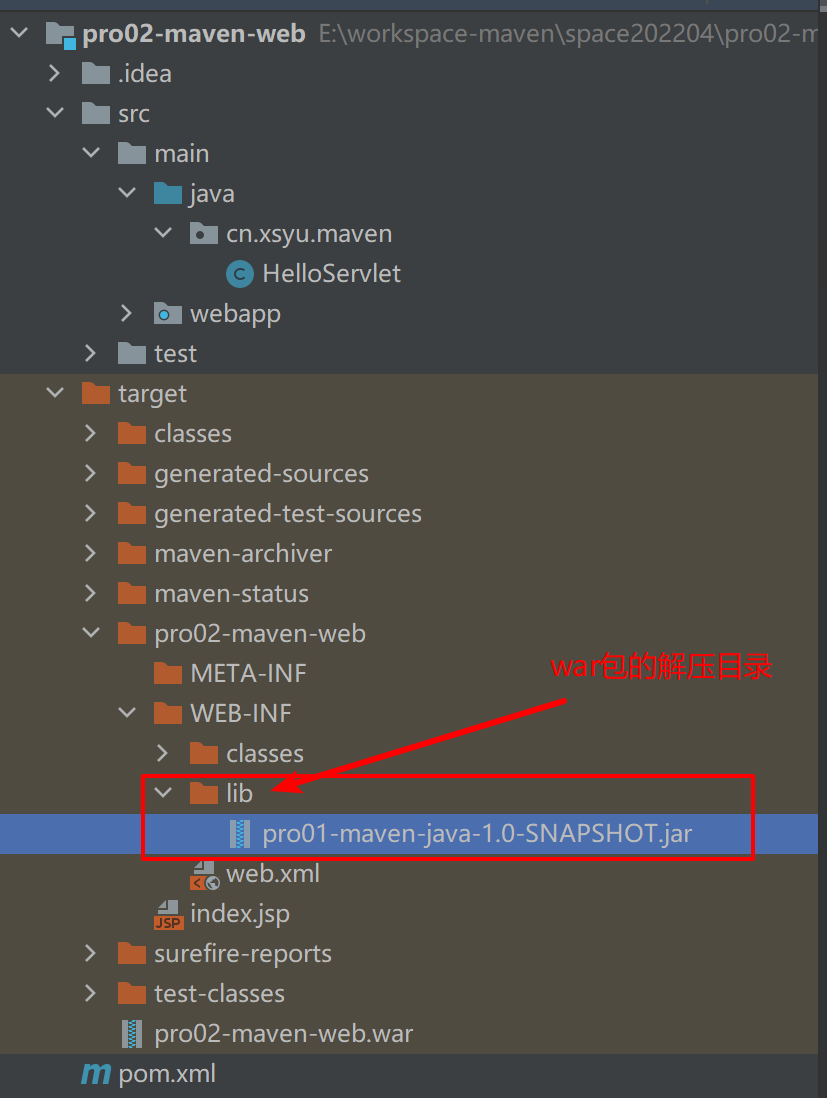 pro02-maven-web E:\workspace-maven\space202204\pro02-m
.idea
src
main
java
cn.xsyu.maven
C HelloServlet
webapp
test
target
classes
generated-sources
generated-test-sources
maven-archiver
maven-status
pro02-maven-web
war包的解压目录
META-INF
WEB-INF
classes
lib
pro01-maven-java-1.0-SNAPSHOT.jar
web.xml
JSP index.jsp
surefire-reports
test-classes
pro02-maven-web.war
m pom.xml